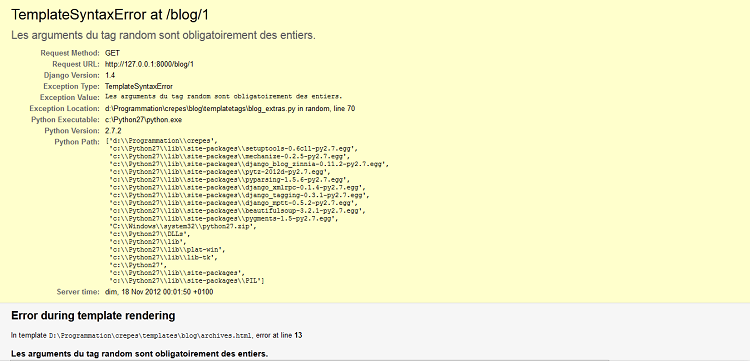 TemplateSyntaxError at /blog/1
Les arguments du tag random sont obligatoirement des entiers.
Request Method: GET
Request URL: http://127.0.0.1:8000/blog/1
Django Version: 1.4
Exception Type: TemplateSyntaxError
Exception Value: Les arguments du tag random sont obligatoirement des entiers.
Exception Location: d:\Programmation\crepes\blog\templatetags\blog_extras.py in random, line 70
Python Executable: c:\Python27\python.exe
Python Version: 2.7.2
Python Path: ['d:\\Programmation\\crepes',
'c:\\Python27\\lib\\site-packages\\setuptools-0.6c11-py2.7.egg',
'c:\\Python27\\lib\\site-packages\\mechanize-0.2.5-py2.7.egg',
'c:\\Python27\\lib\\site-packages\\django_blog_zinnia-0.11.2-py2.7.egg',
'c:\\Python27\\lib\\site-packages\\pytz-2012d-py2.7.egg',
'c:\\Python27\\lib\\site-packages\\pyparsing-1.5.6-py2.7.egg',
'c:\\Python27\\lib\\site-packages\\django_xmlrpc-0.1.4-py2.7.egg',
'c:\\Python27\\lib\\site-packages\\django_tagging-0.3.1-py2.7.egg',
'c:\\Python27\\lib\\site-packages\\django_mptt-0.5.2-py2.7.egg',
'c:\\Python27\\lib\\site-packages\\beautifulsoup-3.2.1-py2.7.egg',
'c:\\Python27\\lib\\site-packages\\pygments-1.5-py2.7.egg',
'C:\\Windows\\system32\\python27.zip',
'c:\\Python27\\DLLs',
'c:\\Python27\\lib',
'c:\\Python27\\lib\\plat-win',
'c:\\Python27\\lib\\lib-tk',
'c:\\Python27',
'c:\\Python27\\lib\\site-packages',
'c:\\Python27\\lib\\site-packages\\PIL']
Server time: dim, 18 Nov 2012 00:01:50 +0100
Error during template rendering
In template D:\Programmation\crepes\templates\blog\archives.html, error at line 13
Les arguments du tag random sont obligatoirement des entiers.